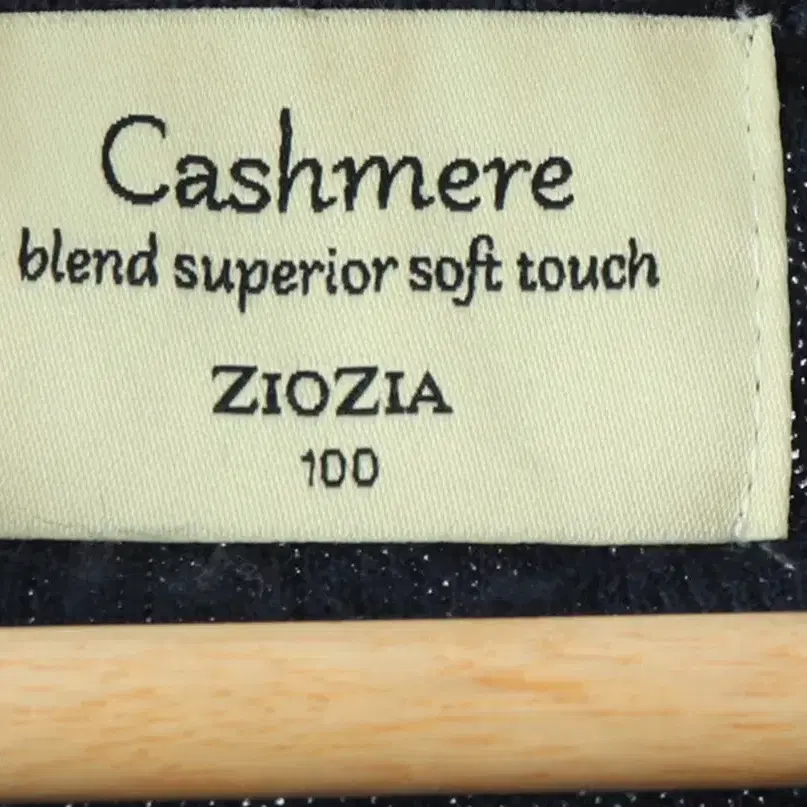 Cashmere
blend superior soft touch
ZIOZIA
100